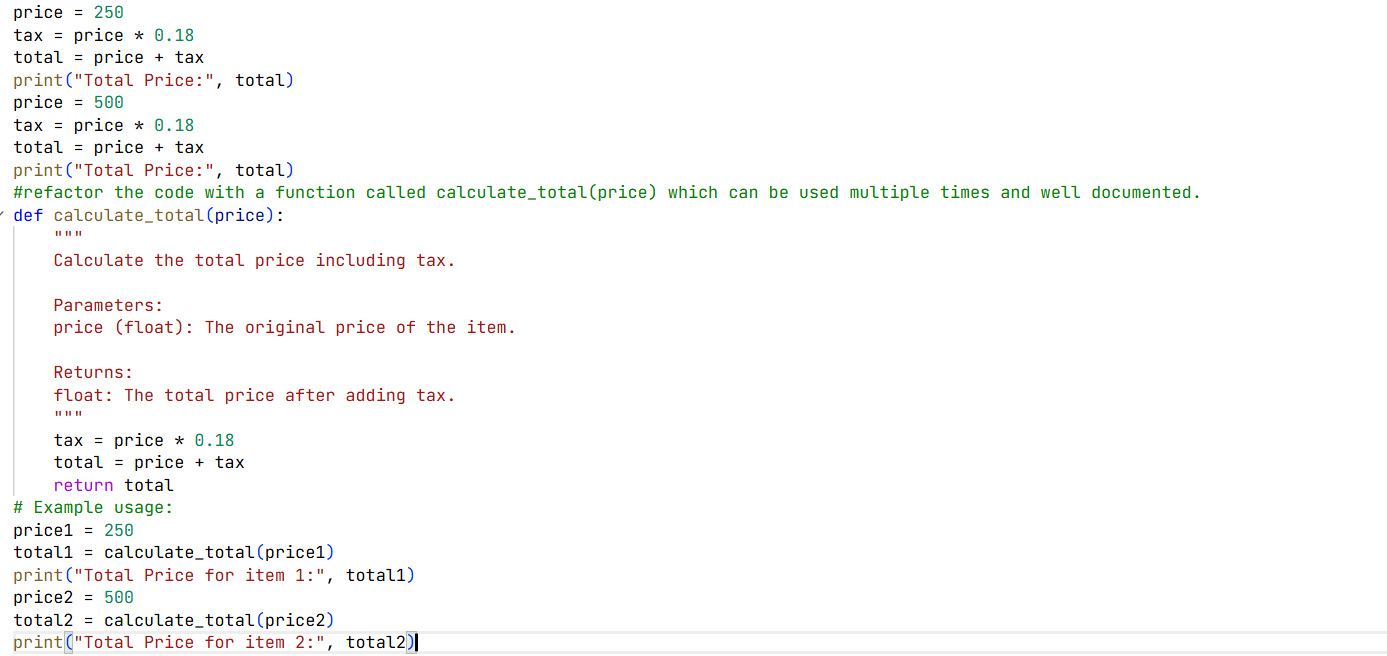 price = 250
tax = price * 0.18
total = price + tax
print("Total Price:", total)
price = 500
tax = price * 0.18
total = price + tax
print("Total Price:", total)
#refactor the code with a function called calculate_total(price) which can be used multiple times and well documented.
def calculate_total(price):
    """
    Calculate the total price including tax.

    Parameters:
    price (float): The original price of the item.

    Returns:
    float: The total price after adding tax.
    """
    tax = price * 0.18
    total = price + tax
    return total
# Example usage:
price1 = 250
total1 = calculate_total(price1)
print("Total Price for item 1:", total1)
price2 = 500
total2 = calculate_total(price2)
print("Total Price for item 2:", total2)